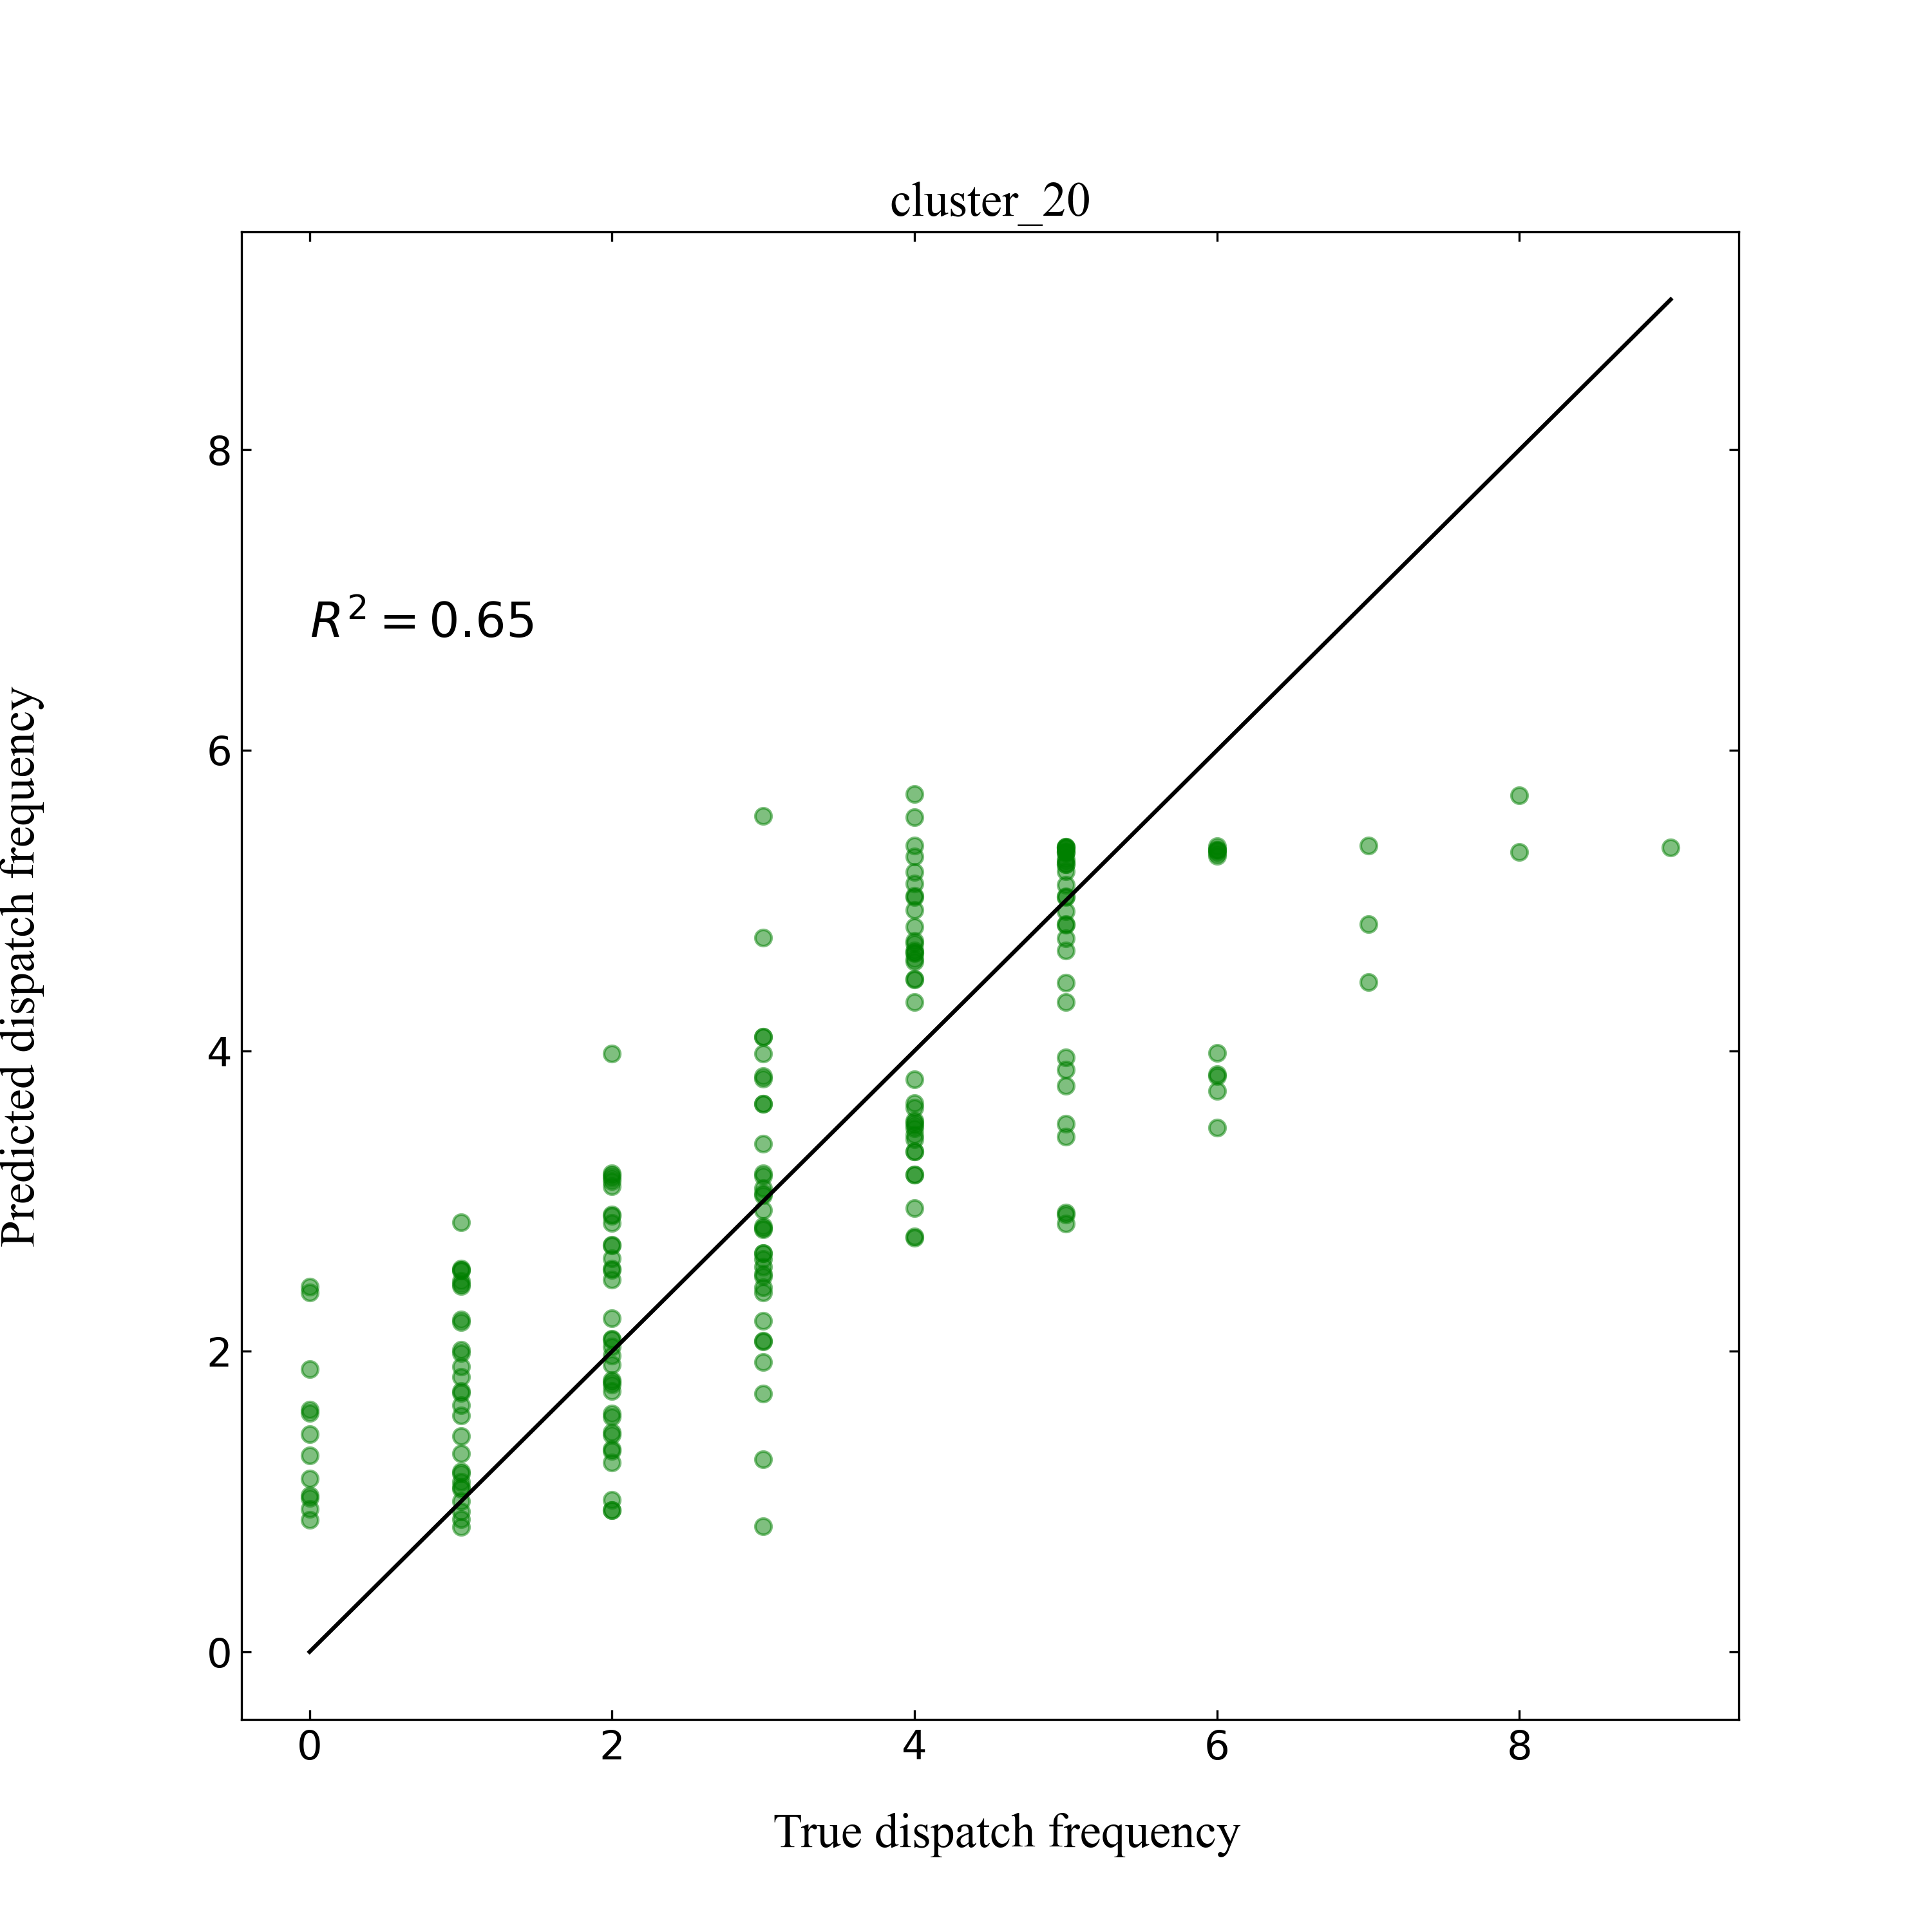 cluster_20
R² = 0.65
Predicted dispatch frequency
8
6
4
2
0
0 2 4 6 8
True dispatch frequency